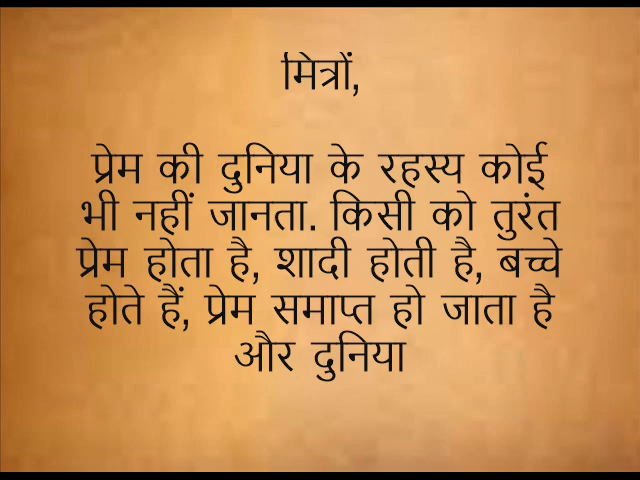 मित्रों,
प्रेम की दुनिया के रहस्य कोई
भी नहीं जानता. किसी को तुरंत
प्रेम होता है, शादी होती है, बच्चे
होते हैं, प्रेम समाप्त हो जाता है
और दुनिया